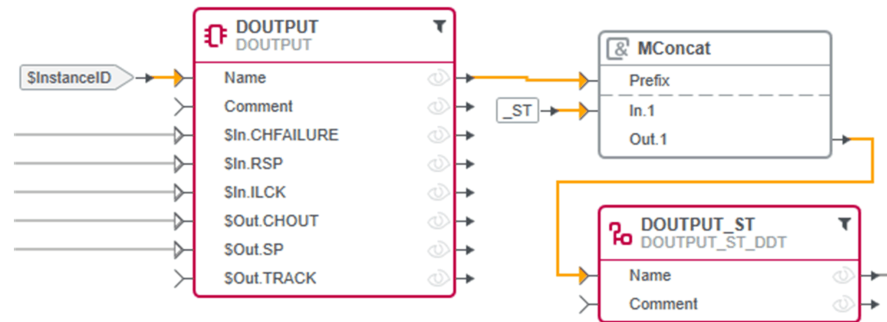 DOUTPUT
DOUTPUT
$InstanceID
Name
Comment
$In.CHFAILURE
$In.RSP
$In.ILCK
$Out.CHOUT
$Out.SP
$Out.TRACK
& MConcat
Prefix
_ST
In.1
Out.1
DOUTPUT_ST
DOUTPUT_ST_DDT
Name
Comment